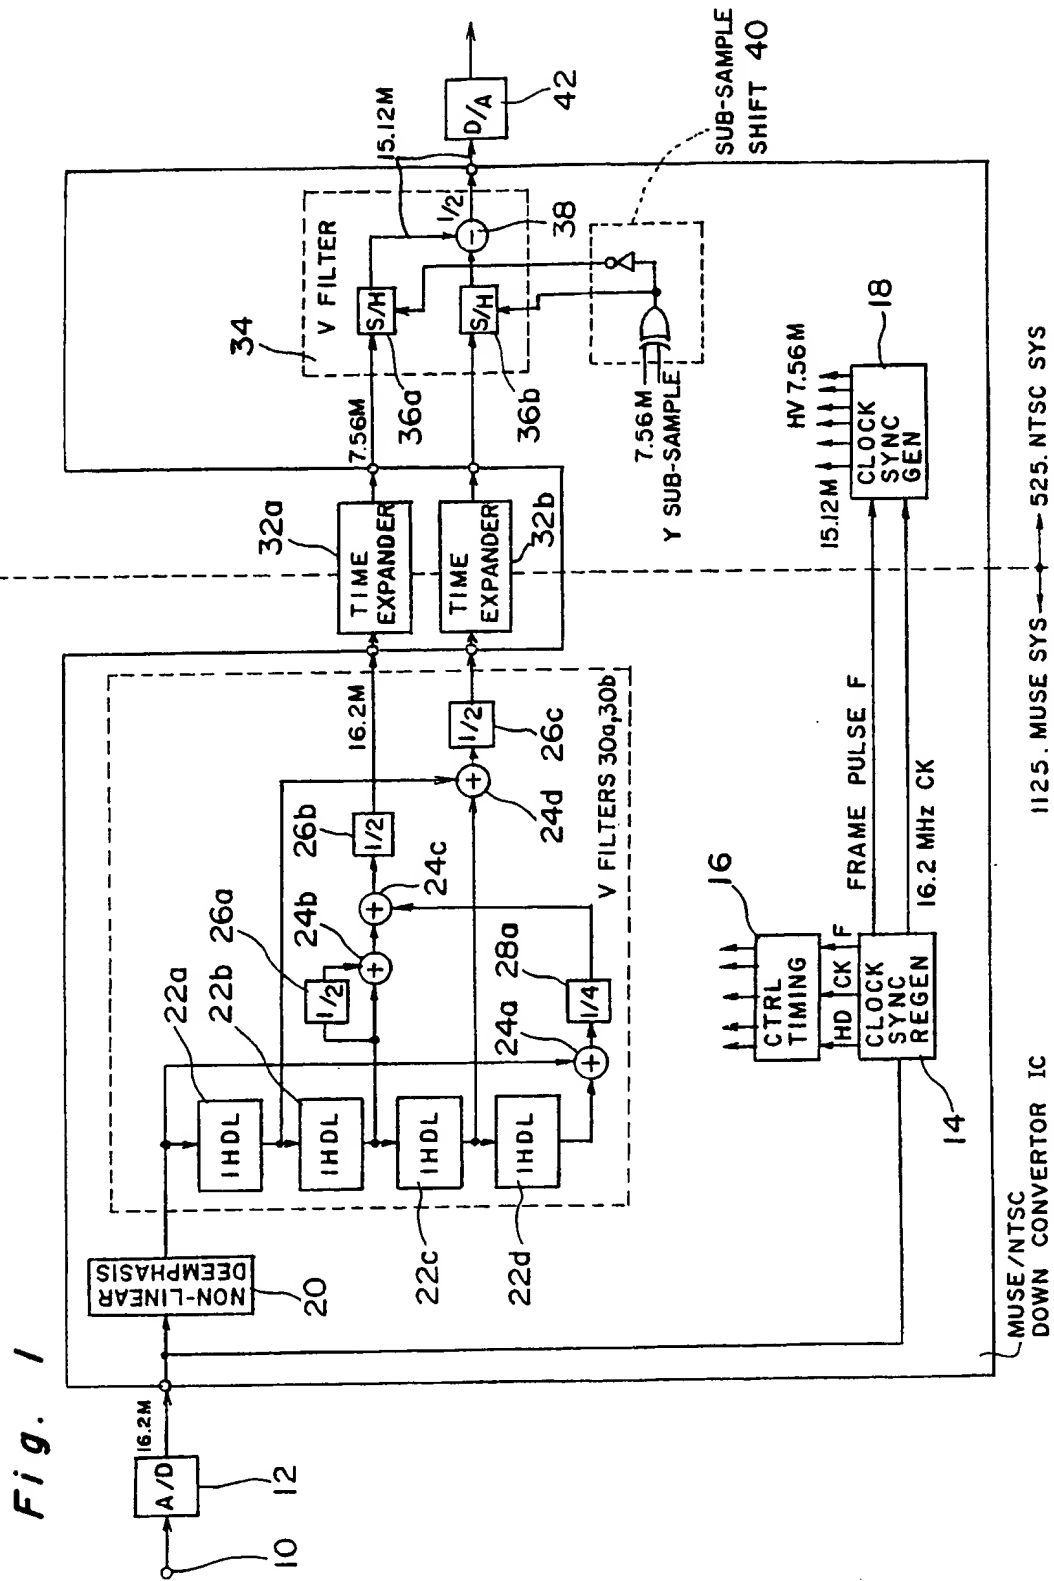 Fig. 1
10
A/D
12
16.2M
NON-LINEAR
DEEMPHASIS
20
1HDL
22a
1HDL
22b
1HDL
22c
1HDL
22d
1/2
26a
+
24b
+
24c
1/2
26b
+
24a
1/4
28a
+
24d
1/2
26c
V FILTERS 30a,30b
16.2M
TIME
EXPANDER
32a
TIME
EXPANDER
32b
7.56M
34
V FILTER
S/H
36a
S/H
36b
−
38
1/2
15.12M
D/A
42
SUB-SAMPLE
SHIFT 40
7.56M
Y SUB-SAMPLE
CTRL
TIMING
16
HD CK F
CLOCK
SYNC
REGEN
14
FRAME PULSE F
16.2 MHz CK
15.12M
HV 7.56M
CLOCK
SYNC
GEN
18
MUSE/NTSC
DOWN CONVERTOR IC
1125. MUSE SYS
525. NTSC SYS